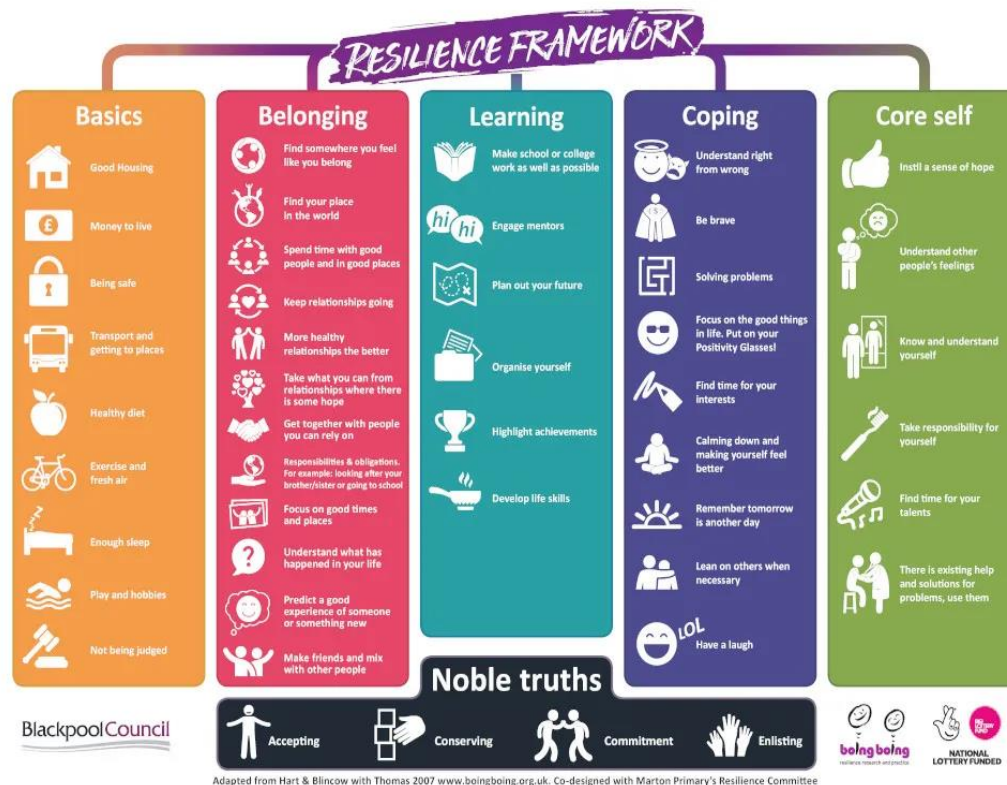 RESILIENCE FRAMEWORK
Basics
Good Housing
£
Money to live
Being safe
Transport and
getting to places
Healthy diet
Exercise and
fresh air
Enough sleep
Play and hobbies
Not being judged
Belonging
Find somewhere you feel
like you belong
Find your place
in the world
Spend time with good
people and in good places
Keep relationships going
More healthy
relationships the better
Take what you can from
relationships where there
is some hope
Get together with people
you can rely on
Responsibilities & obligations.
For example: looking after your
brother/sister or going to school
Focus on good times
and places
?
Understand what has
happened in your life
Predict a good
experience of someone
or something new
Make friends and mix
with other people
Learning
Make school or college
work as well as possible
hi hi
Engage mentors
Plan out your future
Organise yourself
Highlight achievements
Develop life skills
Coping
Understand right
from wrong
Be brave
Solving problems
Focus on the good things
in life. Put on your
Positivity Glasses!
Find time for your
interests
Calming down and
making yourself feel
better
Remember tomorrow
is another day
Lean on others when
necessary
LOL
Have a laugh
Core self
Instil a sense of hope
Understand other
people's feelings
Know and understand
yourself
Take responsibility for
yourself
Find time for your
talents
There is existing help
and solutions for
problems, use them
Noble truths
Accepting
Conserving
Commitment
Enlisting
BlackpoolCouncil
boingboing
resilience research and practice
BIG
LOTTERY
FUND
NATIONAL
LOTTERY FUNDED
Adapted from Hart & Blincow with Thomas 2007 www.boingboing.org.uk. Co-designed with Marton Primary's Resilience Committee